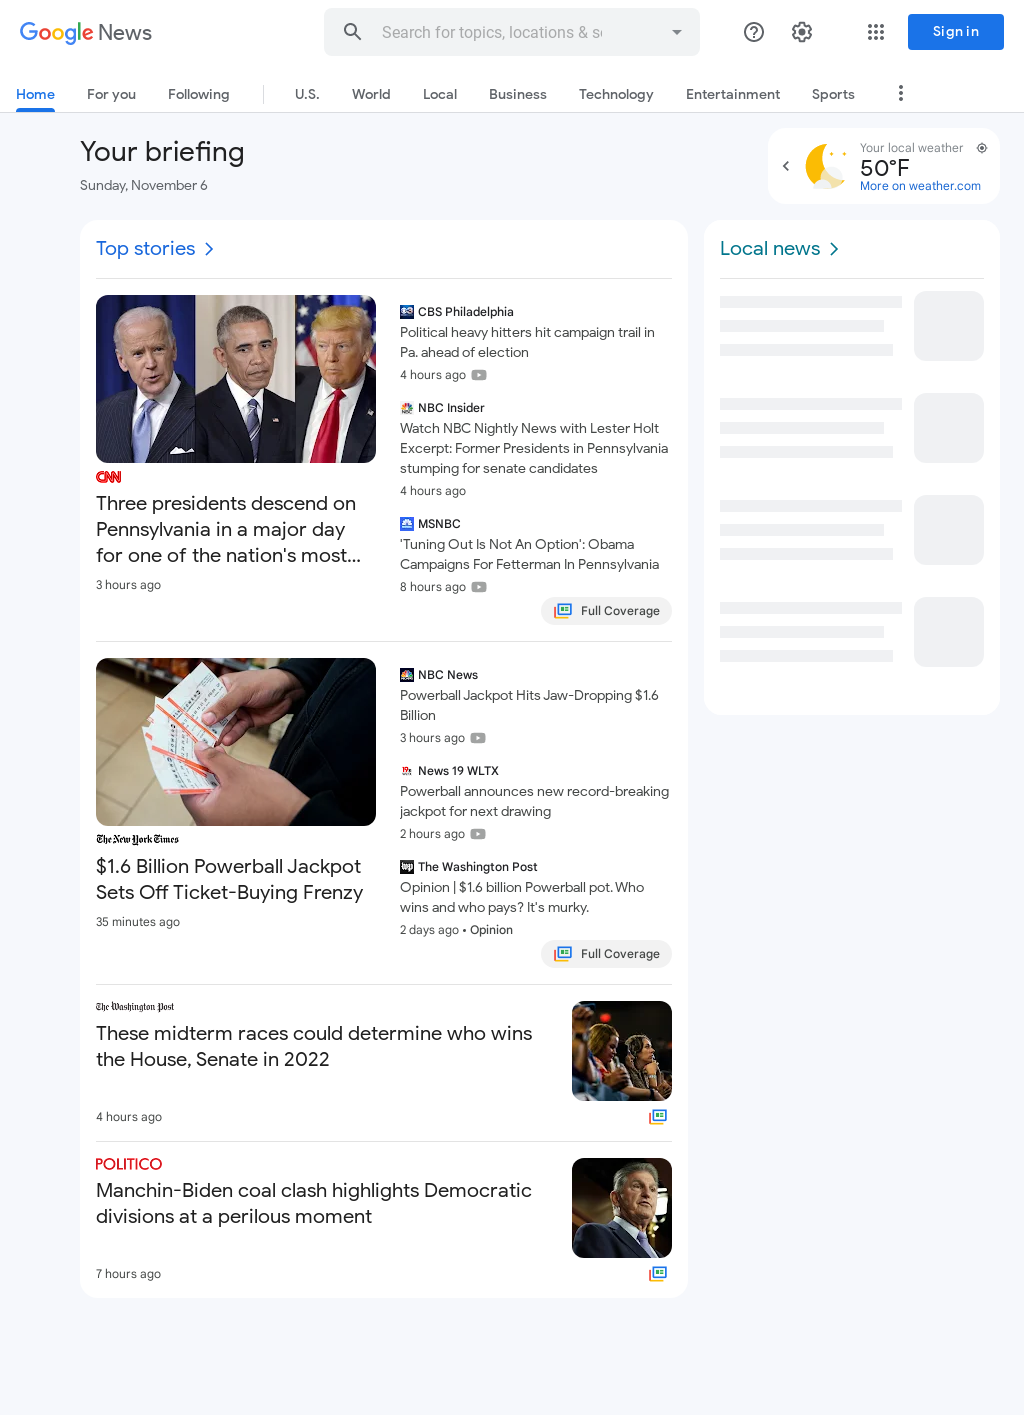 Google News
Search for topics, locations & so
Sign in
Home
For you
Following
U.S.
World
Local
Business
Technology
Entertainment
Sports
Your briefing
Sunday, November 6
Your local weather
50°F
More on weather.com
Top stories
CNN
Three presidents descend on
Pennsylvania in a major day
for one of the nation's most...
3 hours ago
CBS Philadelphia
Political heavy hitters hit campaign trail in
Pa. ahead of election
4 hours ago
NBC Insider
Watch NBC Nightly News with Lester Holt
Excerpt: Former Presidents in Pennsylvania
stumping for senate candidates
4 hours ago
MSNBC
'Tuning Out Is Not An Option': Obama
Campaigns For Fetterman In Pennsylvania
8 hours ago
Full Coverage
The New York Times
$1.6 Billion Powerball Jackpot
Sets Off Ticket-Buying Frenzy
35 minutes ago
NBC News
Powerball Jackpot Hits Jaw-Dropping $1.6
Billion
3 hours ago
News 19 WLTX
Powerball announces new record-breaking
jackpot for next drawing
2 hours ago
The Washington Post
Opinion | $1.6 billion Powerball pot. Who
wins and who pays? It's murky.
2 days ago • Opinion
Full Coverage
The Washington Post
These midterm races could determine who wins
the House, Senate in 2022
4 hours ago
POLITICO
Manchin-Biden coal clash highlights Democratic
divisions at a perilous moment
7 hours ago
Local news